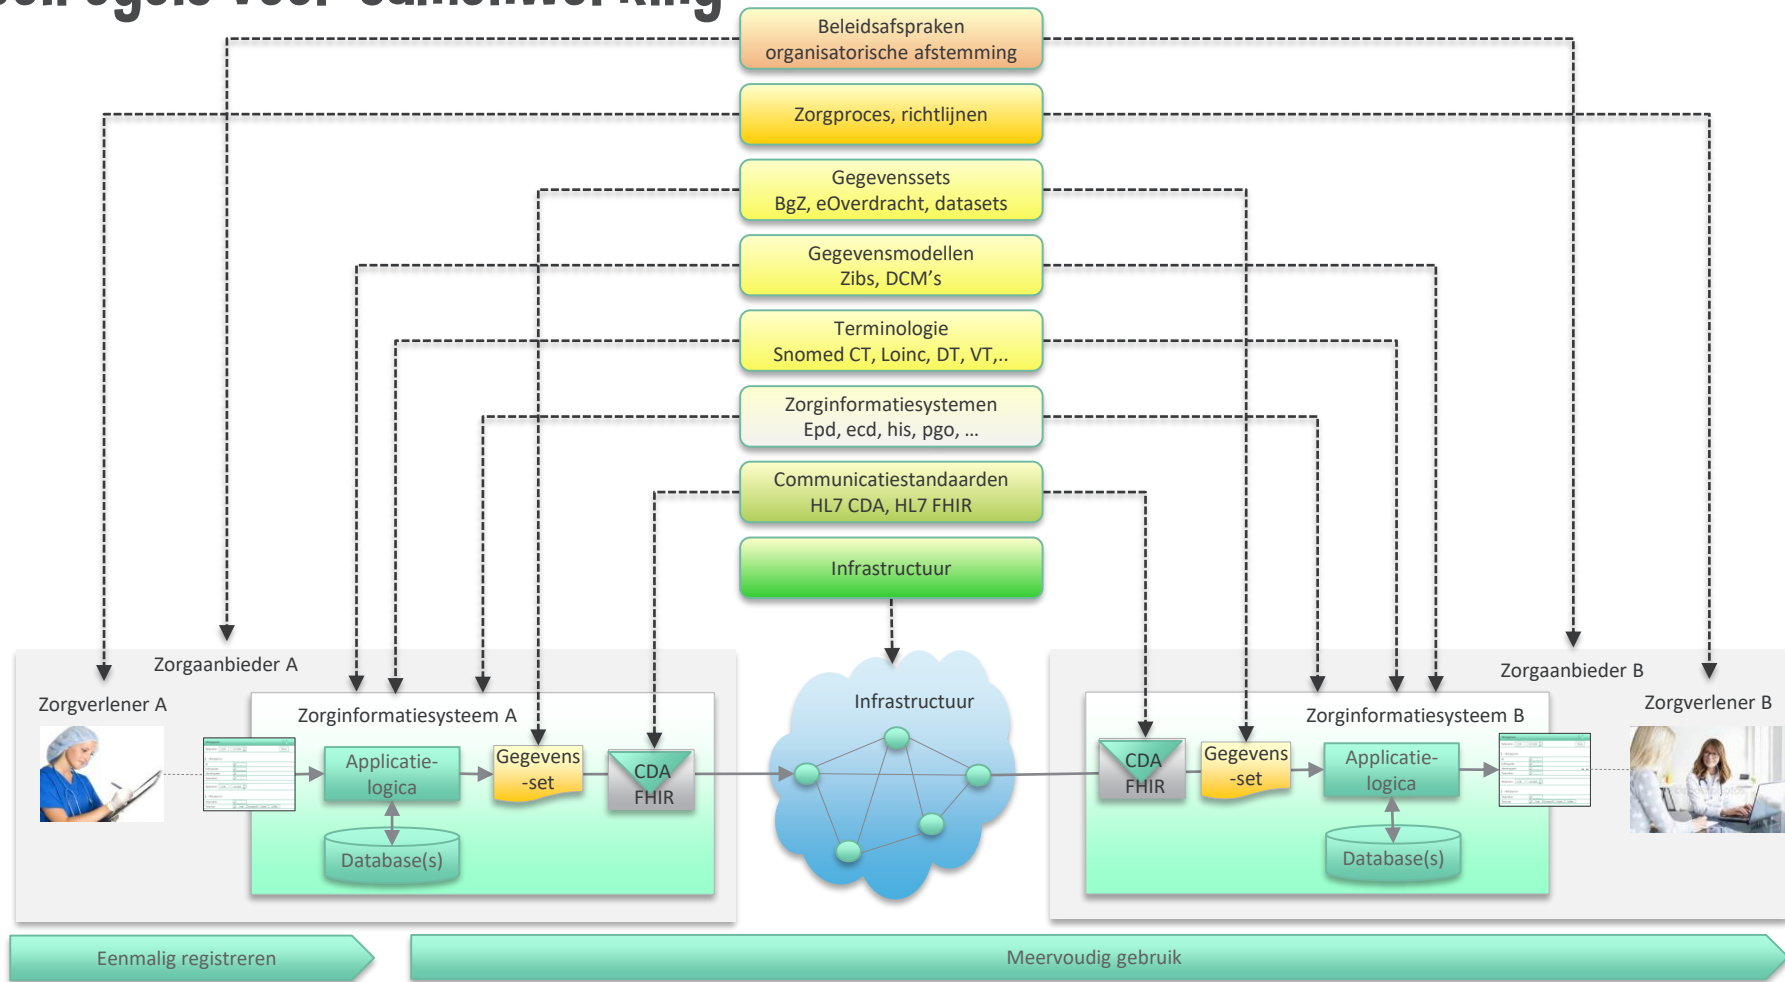 voor samenwerking
Beleidsafspraken
organisatorische afstemming
Zorgproces, richtlijnen
Gegevenssets
BgZ, eOverdracht, datasets
Gegevensmodellen
Zibs, DCM’s
Terminologie
Snomed CT, Loinc, DT, VT,..
Zorginformatiesystemen
Epd, ecd, his, pgo, ...
Communicatiestandaarden
HL7 CDA, HL7 FHIR
Infrastructuur
Zorgaanbieder A
Zorgverlener A
Zorginformatiesysteem A
Applicatie-
logica
Database(s)
Gegevens
-set
CDA
FHIR
Infrastructuur
Zorgaanbieder B
Zorgverlener B
Zorginformatiesysteem B
CDA
FHIR
Gegevens
-set
Applicatie-
logica
Database(s)
Eenmalig registreren
Meervoudig gebruik